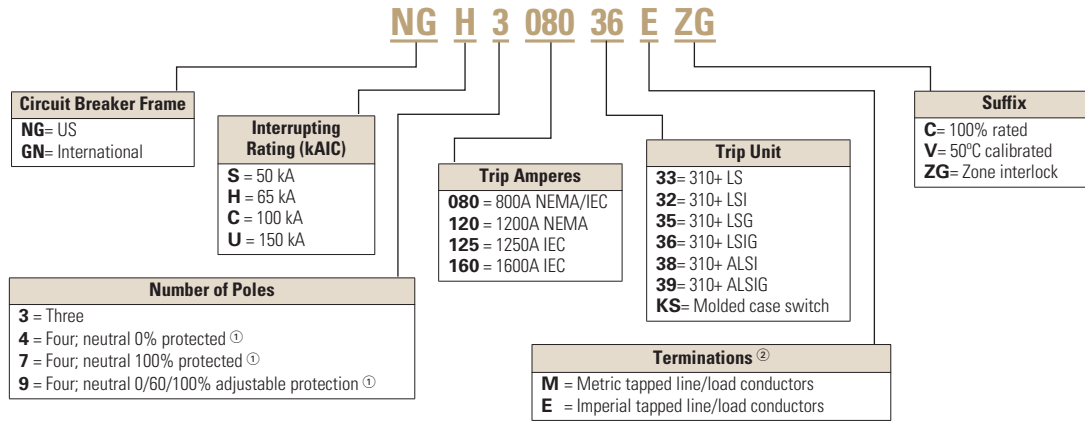 NG H 3 080 36 E ZG
Circuit Breaker Frame
NG= US
GN= International
Interrupting
Rating (kAIC)
S = 50 kA
H = 65 kA
C = 100 kA
U = 150 kA
Number of Poles
3 = Three
4 = Four; neutral 0% protected ①
7 = Four; neutral 100% protected ①
9 = Four; neutral 0/60/100% adjustable protection ①
Trip Amperes
080 = 800A NEMA/IEC
120 = 1200A NEMA
125 = 1250A IEC
160 = 1600A IEC
Trip Unit
33= 310+ LS
32= 310+ LSI
35= 310+ LSG
36= 310+ LSIG
38= 310+ ALSI
39= 310+ ALSIG
KS= Molded case switch
Terminations ②
M = Metric tapped line/load conductors
E = Imperial tapped line/load conductors
Suffix
C= 100% rated
V= 50ºC calibrated
ZG= Zone interlock